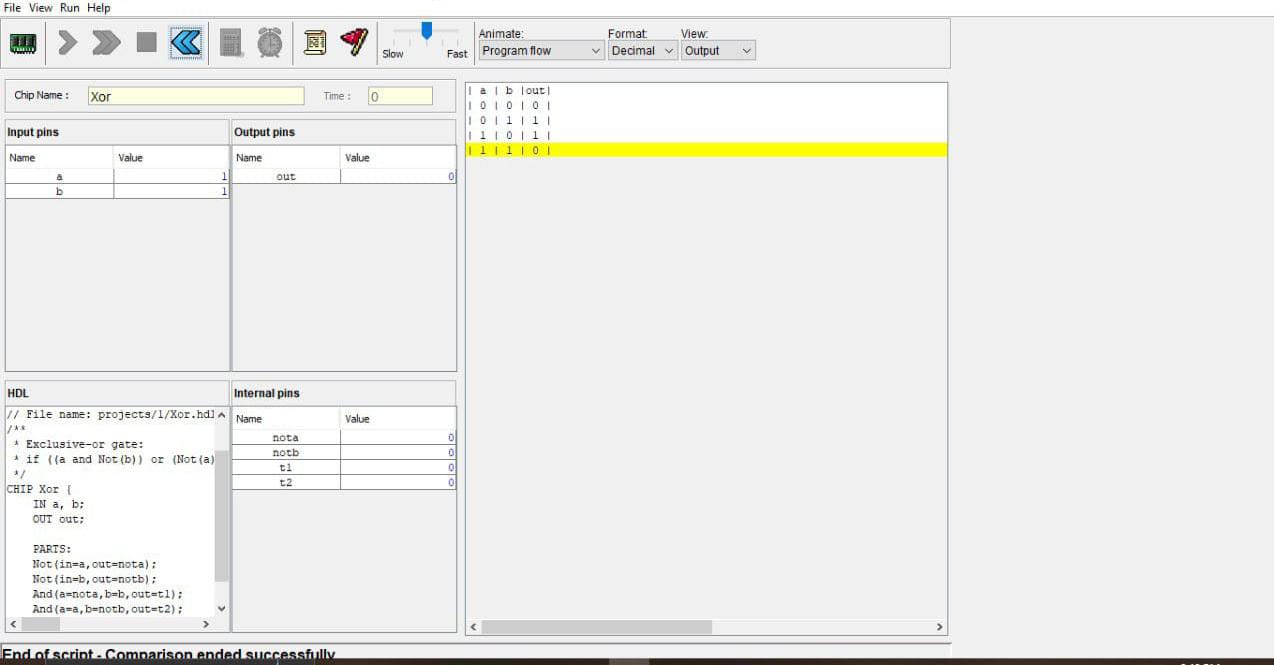 File View Run Help
Slow
Fast
Animate:
Program flow
Format:
Decimal
View:
Output
Chip Name :
Xor
Time :
0
Input pins
Name Value
a 1
b 1
Output pins
Name Value
out 0
HDL
// File name: projects/1/Xor.hdl
/**
* Exclusive-or gate:
* if ((a and Not(b)) or (Not(a)
*/
CHIP Xor {
IN a, b;
OUT out;
PARTS:
Not(in=a,out=nota);
Not(in=b,out=notb);
And(a=nota,b=b,out=t1);
And(a=a,b=notb,out=t2);
Internal pins
Name Value
nota 0
notb 0
t1 0
t2 0
| a | b |out|
| 0 | 0 | 0 |
| 0 | 1 | 1 |
| 1 | 0 | 1 |
| 1 | 1 | 0 |
End of script - Comparison ended successfully